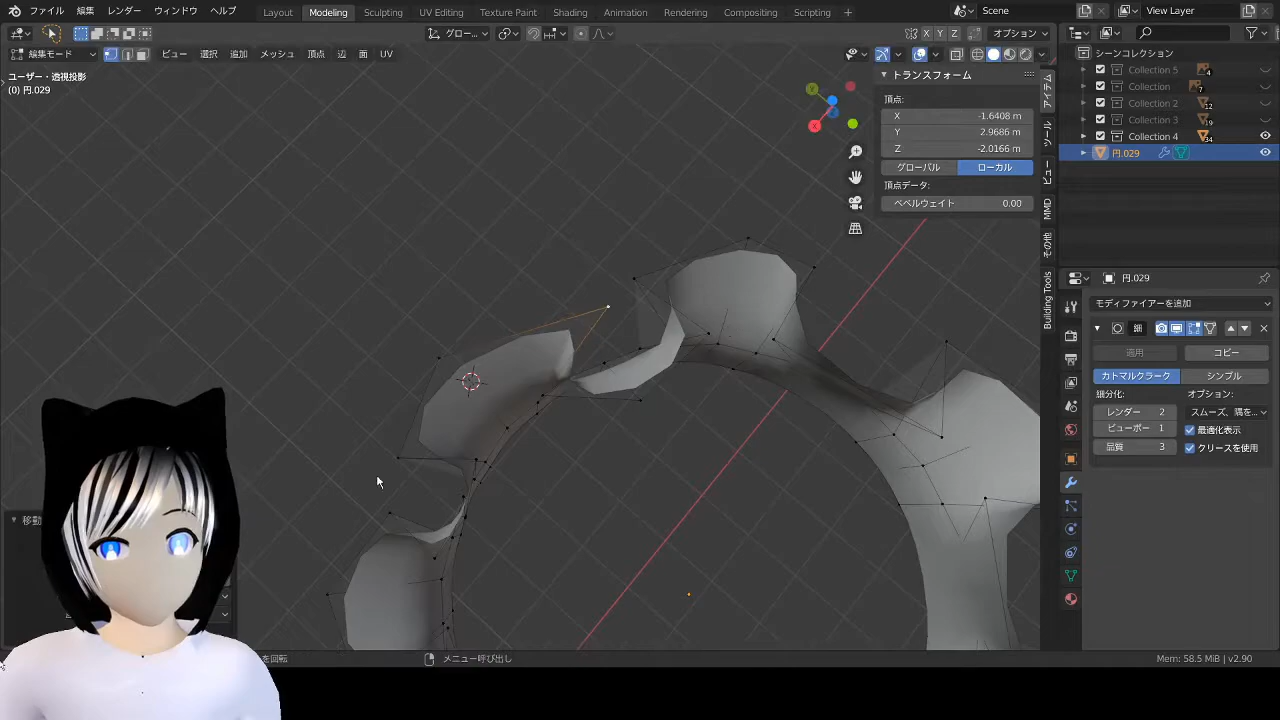 ファイル 編集 レンダー ウィンドウ ヘルプ Layout Modeling Sculpting UV Editing Texture Paint Shading Animation Rendering Compositing Scripting + Scene View Layer
グロー... オプション
編集モード ビュー 選択 追加 メッシュ 頂点 辺 面 UV
ユーザー・透視投影
(0) 円.029
トランスフォーム
頂点:
X -1.6408 m
Y 2.9686 m
Z -2.0166 m
グローバル ローカル
頂点データ:
ベベルウェイト 0.00
アイテム
ツール
ビュー
MMD
その他
Building Tools
シーンコレクション
Collection 5 4
Collection 7
Collection 2 12
Collection 3 19
Collection 4 34
円.029
円.029
モディファイアーを追加
細
適用 コピー
カトマルクラーク シンプル
細分化: オプション:
レンダー 2 スムーズ、隅を...
ビューポー 1 最適化表示
品質 3 クリースを使用
移動
を回転 メニュー呼び出し Mem: 58.5 MiB | v2.90